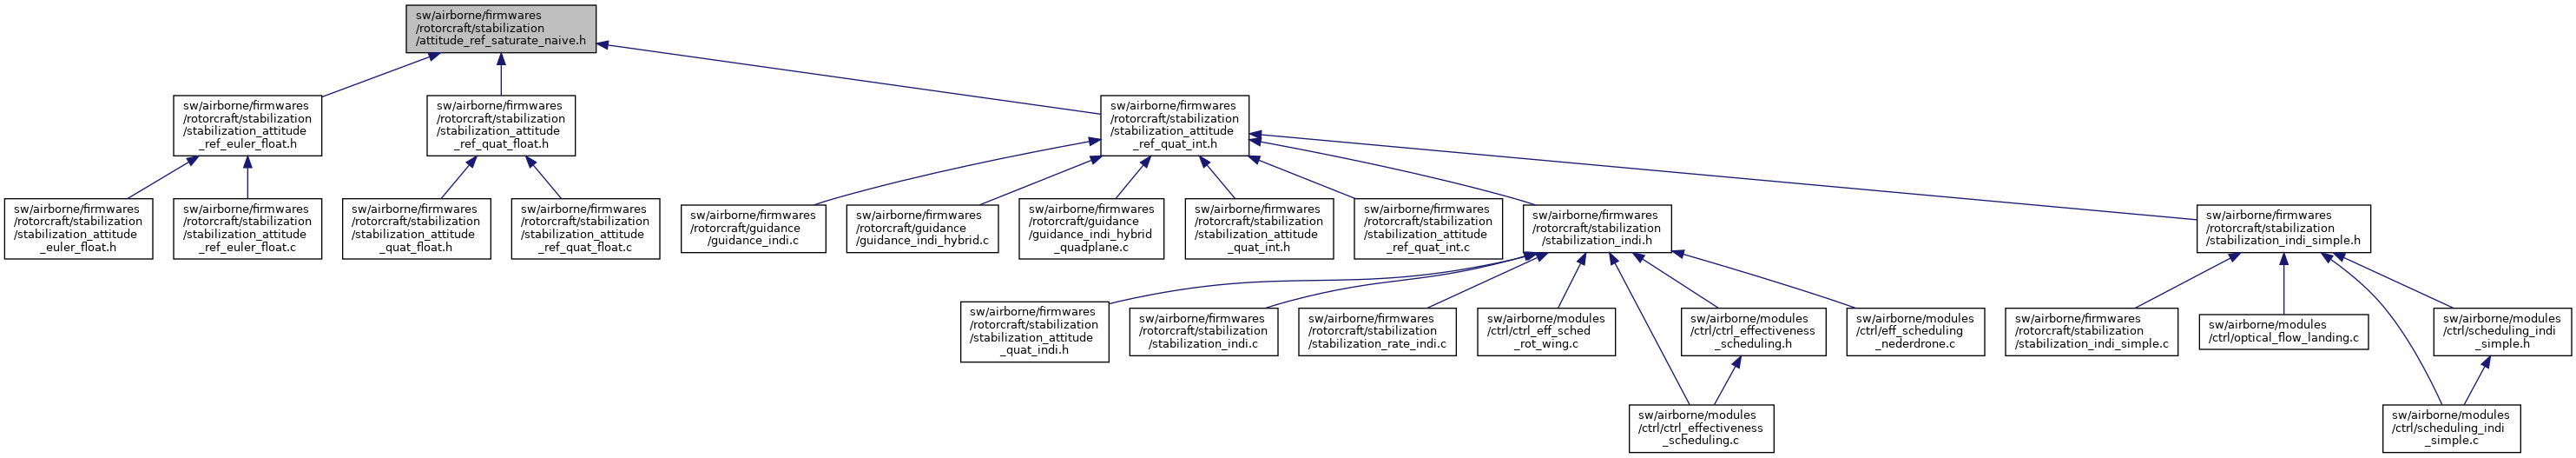 sw/airborne/firmwares
/rotorcraft/stabilization
/attitude_ref_saturate_naive.h
sw/airborne/firmwares
/rotorcraft/stabilization
/stabilization_attitude
_ref_euler_float.h
sw/airborne/firmwares
/rotorcraft/stabilization
/stabilization_attitude
_ref_quat_float.h
sw/airborne/firmwares
/rotorcraft/stabilization
/stabilization_attitude
_ref_quat_int.h
sw/airborne/firmwares
/rotorcraft/stabilization
/stabilization_attitude
_euler_float.h
sw/airborne/firmwares
/rotorcraft/stabilization
/stabilization_attitude
_ref_euler_float.c
sw/airborne/firmwares
/rotorcraft/stabilization
/stabilization_attitude
_quat_float.h
sw/airborne/firmwares
/rotorcraft/stabilization
/stabilization_attitude
_ref_quat_float.c
sw/airborne/firmwares
/rotorcraft/guidance
/guidance_indi.c
sw/airborne/firmwares
/rotorcraft/guidance
/guidance_indi_hybrid.c
sw/airborne/firmwares
/rotorcraft/guidance
/guidance_indi_hybrid
_quadplane.c
sw/airborne/firmwares
/rotorcraft/stabilization
/stabilization_attitude
_quat_int.h
sw/airborne/firmwares
/rotorcraft/stabilization
/stabilization_attitude
_ref_quat_int.c
sw/airborne/firmwares
/rotorcraft/stabilization
/stabilization_indi.h
sw/airborne/firmwares
/rotorcraft/stabilization
/stabilization_indi_simple.h
sw/airborne/firmwares
/rotorcraft/stabilization
/stabilization_attitude
_quat_indi.h
sw/airborne/firmwares
/rotorcraft/stabilization
/stabilization_indi.c
sw/airborne/firmwares
/rotorcraft/stabilization
/stabilization_rate_indi.c
sw/airborne/modules
/ctrl/ctrl_eff_sched
_rot_wing.c
sw/airborne/modules
/ctrl/ctrl_effectiveness
_scheduling.h
sw/airborne/modules
/ctrl/eff_scheduling
_nederdrone.c
sw/airborne/firmwares
/rotorcraft/stabilization
/stabilization_indi_simple.c
sw/airborne/modules
/ctrl/optical_flow_landing.c
sw/airborne/modules
/ctrl/scheduling_indi
_simple.h
sw/airborne/modules
/ctrl/ctrl_effectiveness
_scheduling.c
sw/airborne/modules
/ctrl/scheduling_indi
_simple.c